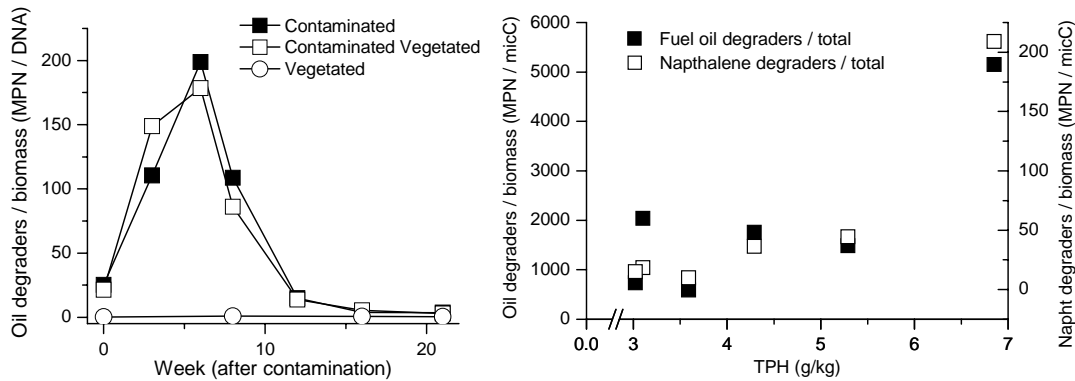 Oil degraders / biomass (MPN / DNA)
200
150
100
50
0
Contaminated
Contaminated Vegetated
Vegetated
0
10
20
Week (after contamination)
Oil degraders / biomass (MPN / micC)
6000
5000
4000
3000
2000
1000
0
Fuel oil degraders / total
Napthalene degraders / total
200
150
100
50
0
Napht degraders / biomass (MPN / micC)
0.0
3
4
5
6
7
TPH (g/kg)